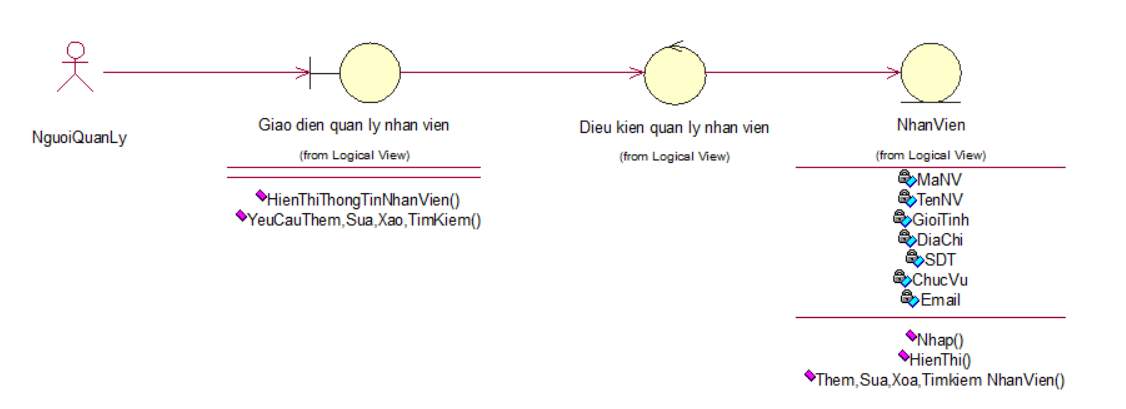 NguoiQuanLy
Giao dien quan ly nhan vien
(from Logical View)
HienThiThongTinNhanVien()
YeuCauThem,Sua,Xao,TimKiem()
Dieu kien quan ly nhan vien
(from Logical View)
NhanVien
(from Logical View)
MaNV
TenNV
GioiTinh
DiaChi
SDT
ChucVu
Email
Nhap()
HienThi()
Them,Sua,Xoa,Timkiem NhanVien()